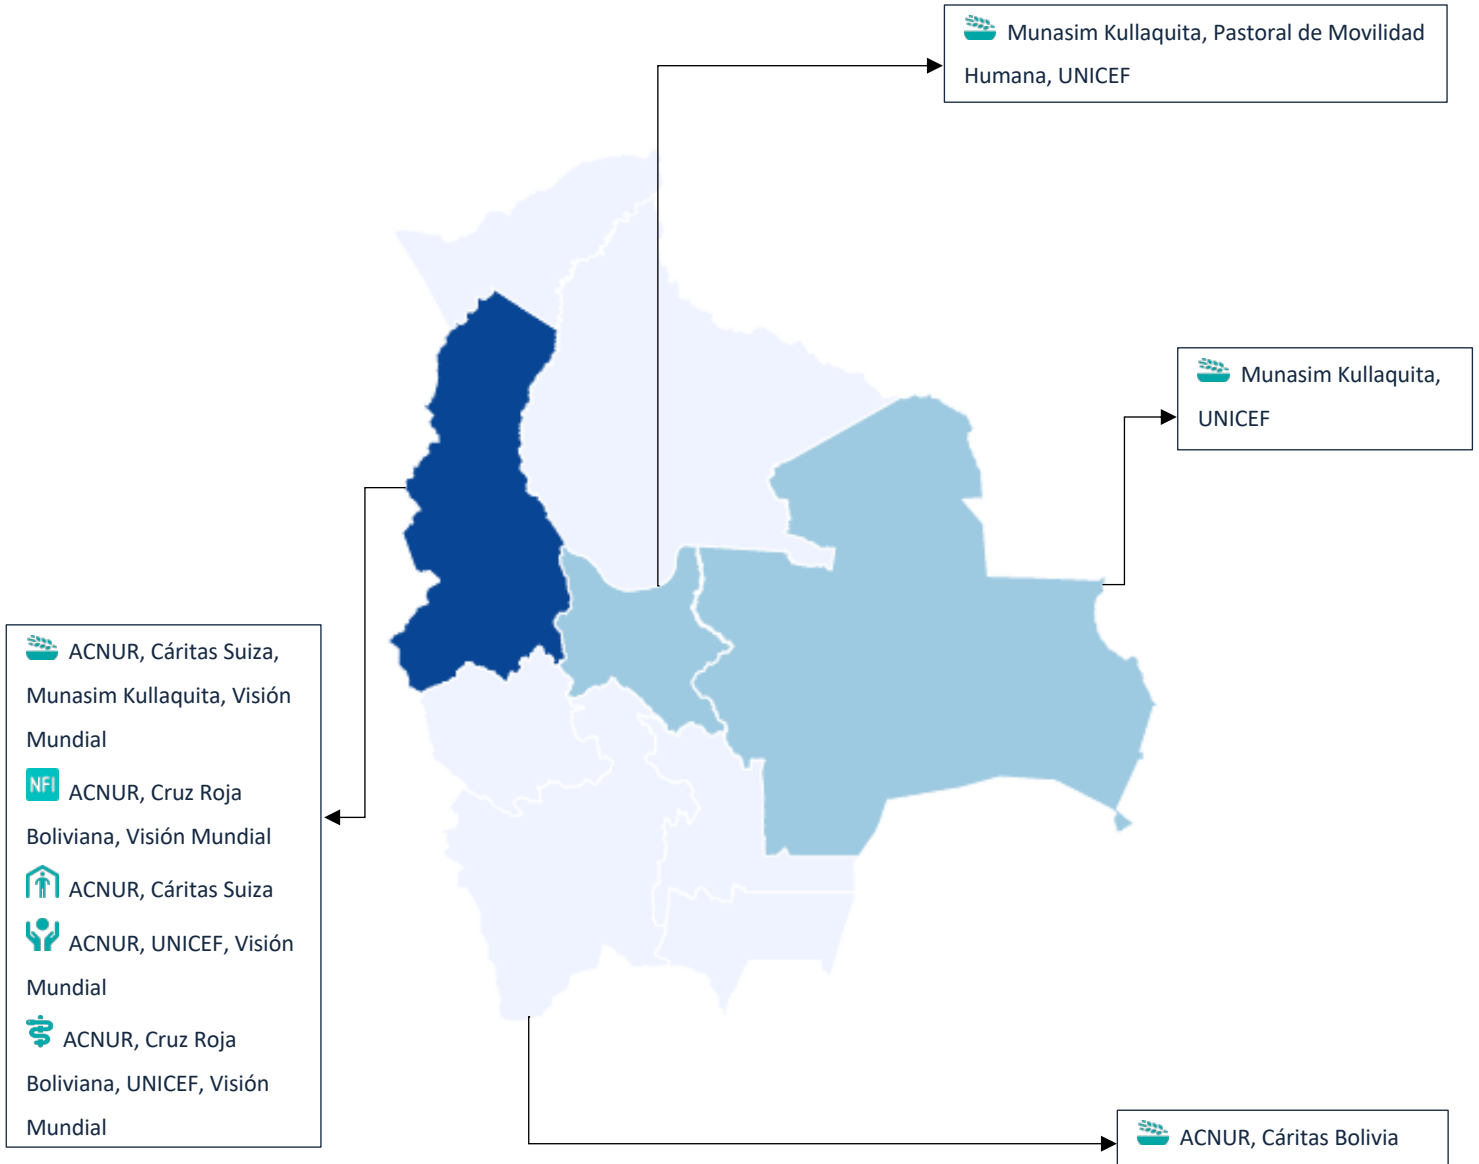 Munasim Kullaquita, Pastoral de Movilidad
Humana, UNICEF
Munasim Kullaquita,
UNICEF
ACNUR, Cáritas Suiza,
Munasim Kullaquita, Visión
Mundial
NFI ACNUR, Cruz Roja
Boliviana, Visión Mundial
ACNUR, Cáritas Suiza
ACNUR, UNICEF, Visión
Mundial
ACNUR, Cruz Roja
Boliviana, UNICEF, Visión
Mundial
ACNUR, Cáritas Bolivia